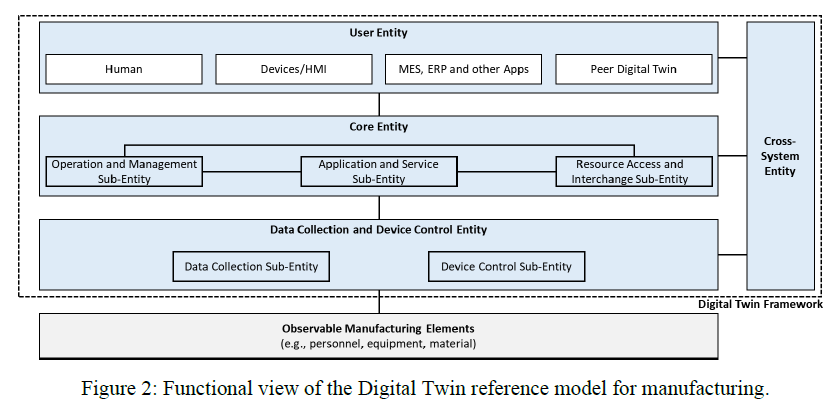 User Entity
Human
Devices/HMI
MES, ERP and other Apps
Peer Digital Twin
Core Entity
Operation and Management
Sub-Entity
Application and Service
Sub-Entity
Resource Access and
Interchange Sub-Entity
Cross-
System
Entity
Data Collection and Device Control Entity
Data Collection Sub-Entity
Device Control Sub-Entity
Digital Twin Framework
Observable Manufacturing Elements
(e.g., personnel, equipment, material)
Figure 2: Functional view of the Digital Twin reference model for manufacturing.